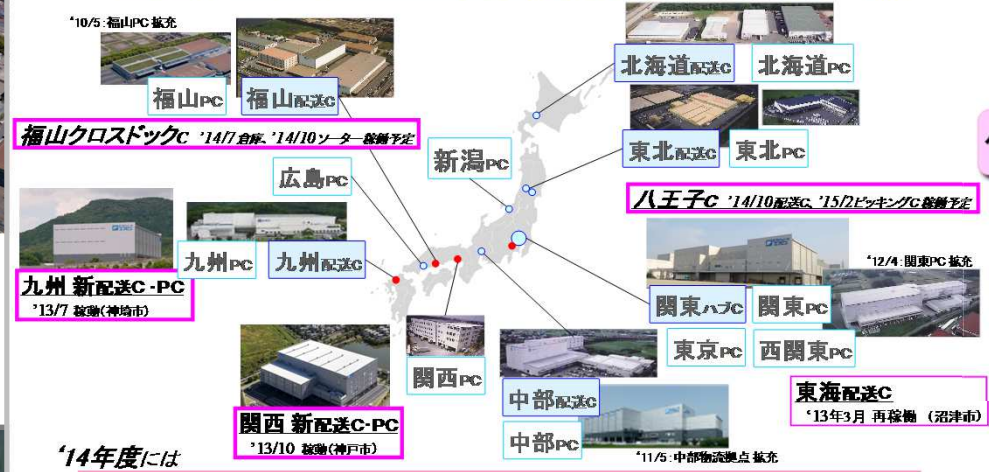 ‘10/5:福山PC 拡充
福山PC
福山配送C
福山クロスドックC ‘14/7 倉庫、‘14/10 ソーター稼働予定
北海道配送C
北海道PC
東北配送C
東北PC
新潟PC
広島PC
八王子C ‘14/10配送C、‘15/2ピッキングC 稼働予定
九州PC
九州配送C
九州 新配送C -PC
‘13/7 稼動(神埼市)
‘12/4:関東PC 拡充
関東ハブC
関東PC
東京PC
西関東PC
関西PC
関西 新配送C-PC
‘13/10 稼動(神戸市)
中部配送C
中部PC
‘11/5:中部物流拠点 拡充
東海配送C
‘13年3月 再稼働 (沼津市)
‘14年度には